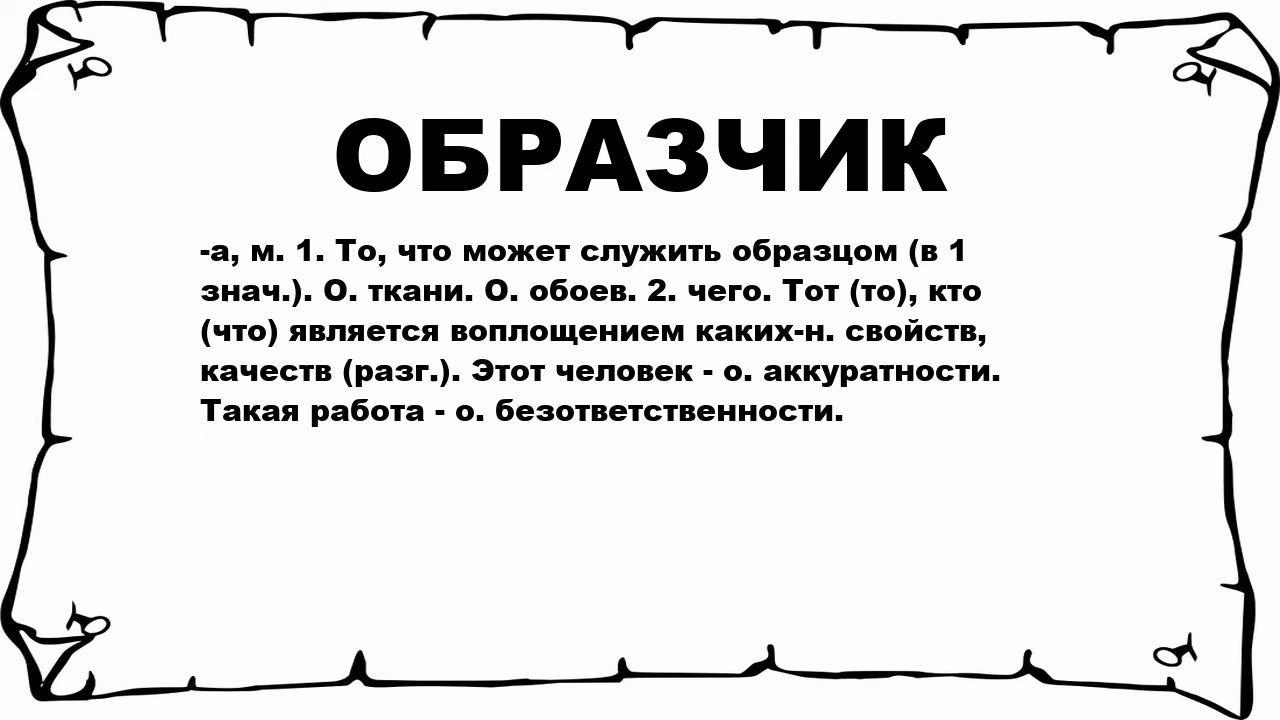 ОБРАЗЧИК
-а, м. 1. То, что может служить образцом (в 1
знач.). О. ткани. О. обоев. 2. чего. Тот (то), кто
(что) является воплощением каких-н. свойств,
качеств (разг.). Этот человек - о. аккуратности.
Такая работа - о. безответственности.